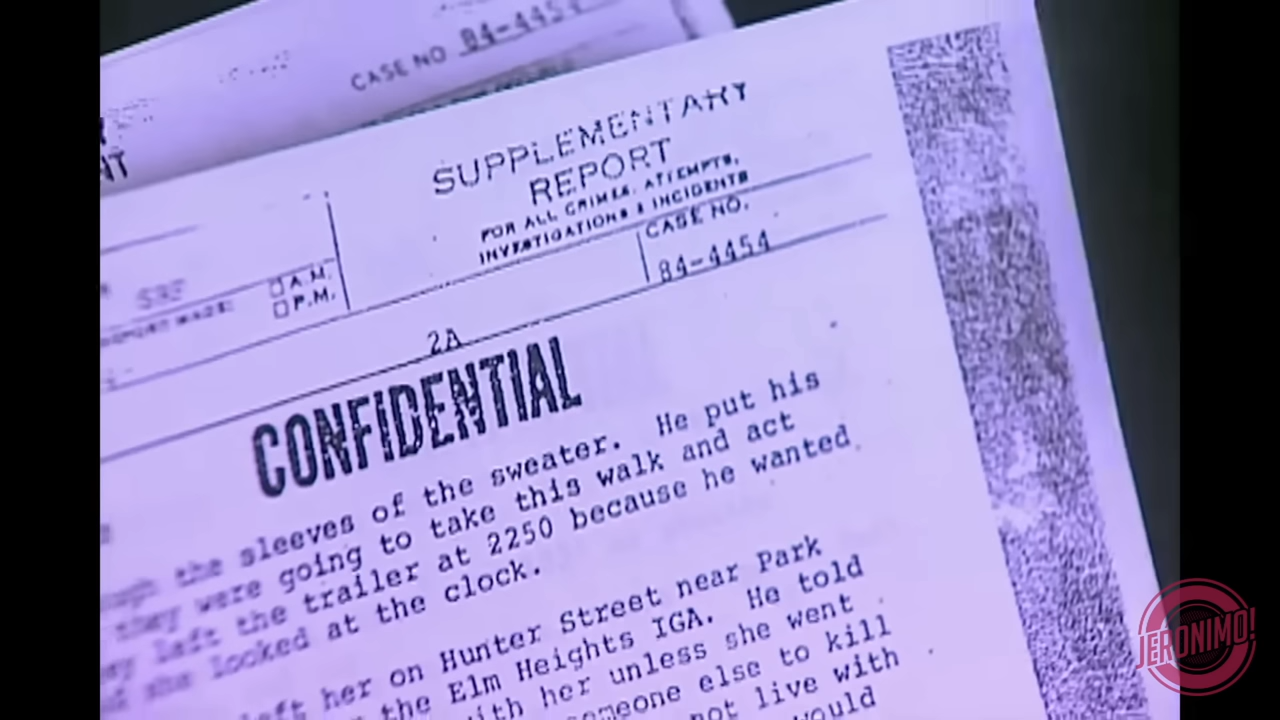 CASE NO 84-4454
NT
SUPPLEMENTARY
REPORT
FOR ALL CRIMES, ATTEMPTS,
INVESTIGATIONS & INCIDENTS
CASE NO.
84-4454
A.M.
P.M.
2A
CONFIDENTIAL
the sleeves of the sweater. He put his
they were going to take this walk and act
left the trailer at 2250 because he wanted
she looked at the clock.
left her on Hunter Street near Park
the Elm Heights IGA. He told
with her unless she went
someone else to kill
not live with
would
JERONIMO!